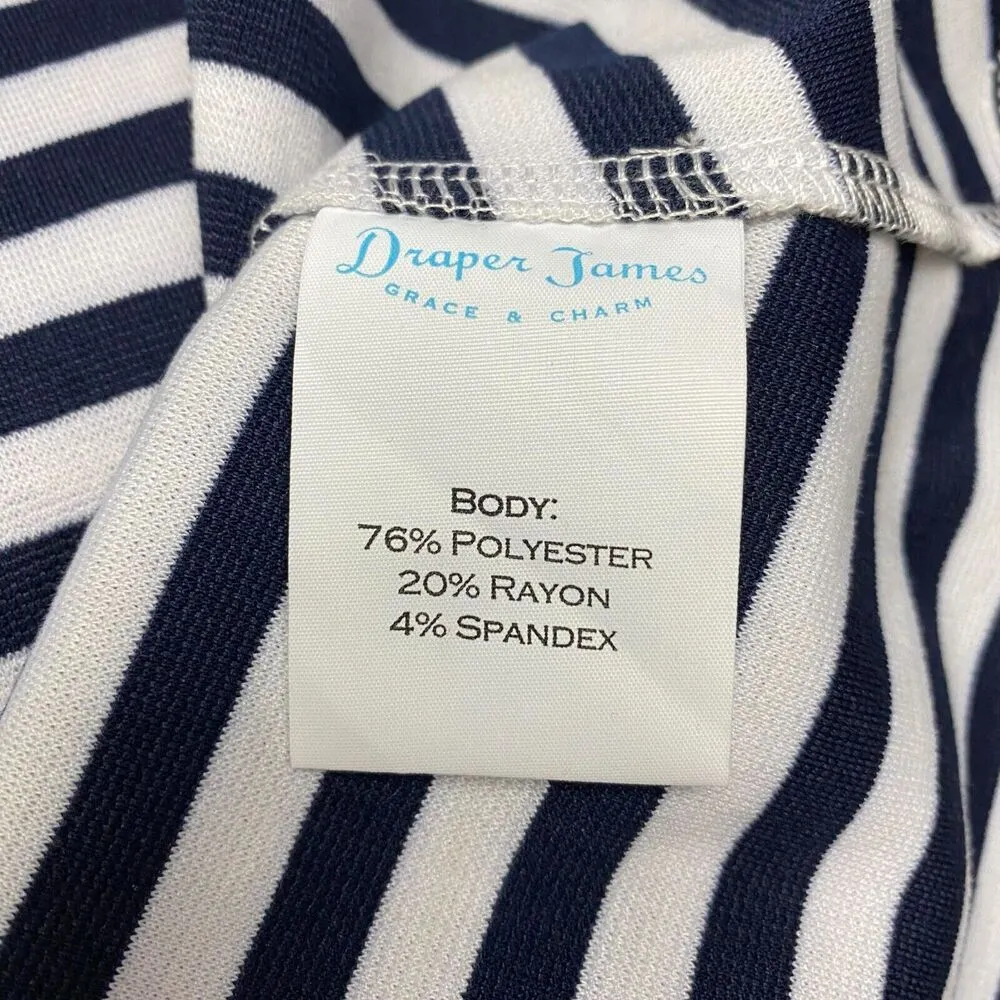 Draper James
GRACE & CHARM
BODY:
76% POLYESTER
20% RAYON
4% SPANDEX